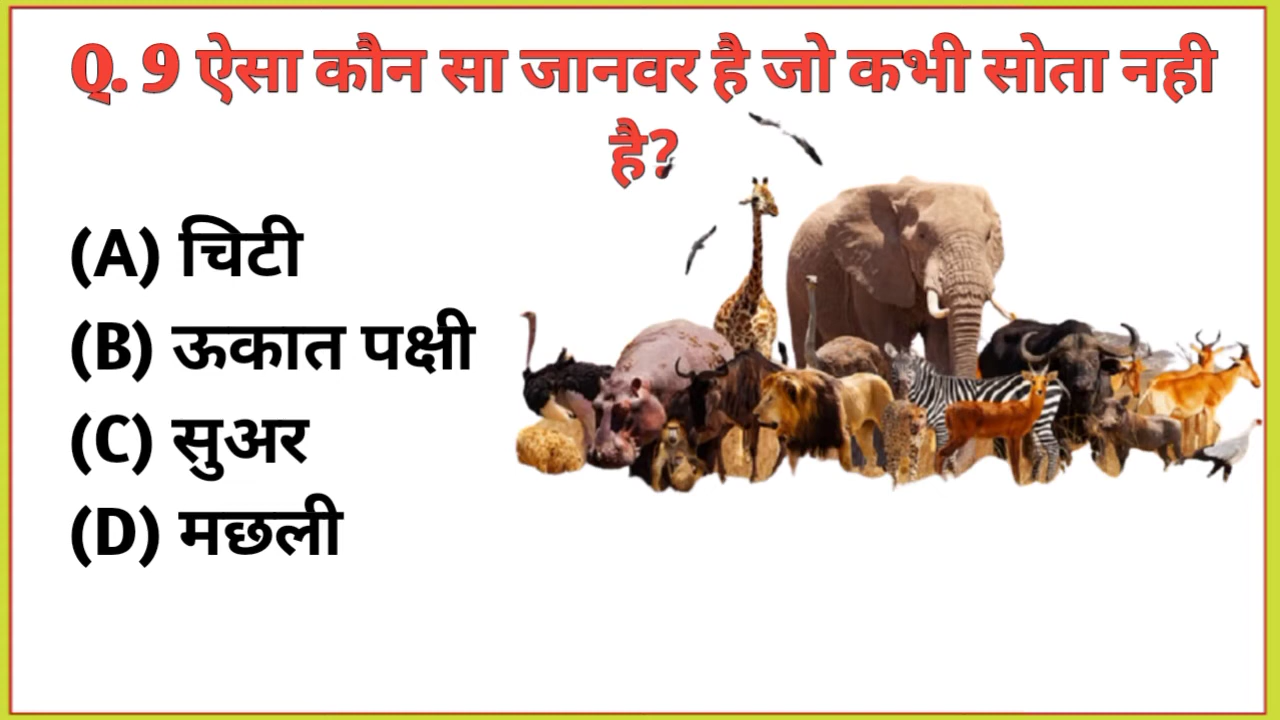 Q. 9 ऐसा कौन सा जानवर है जो कभी सोता नही
है?
(A) चिटी
(B) ऊकात पक्षी
(C) सुअर
(D) मछली